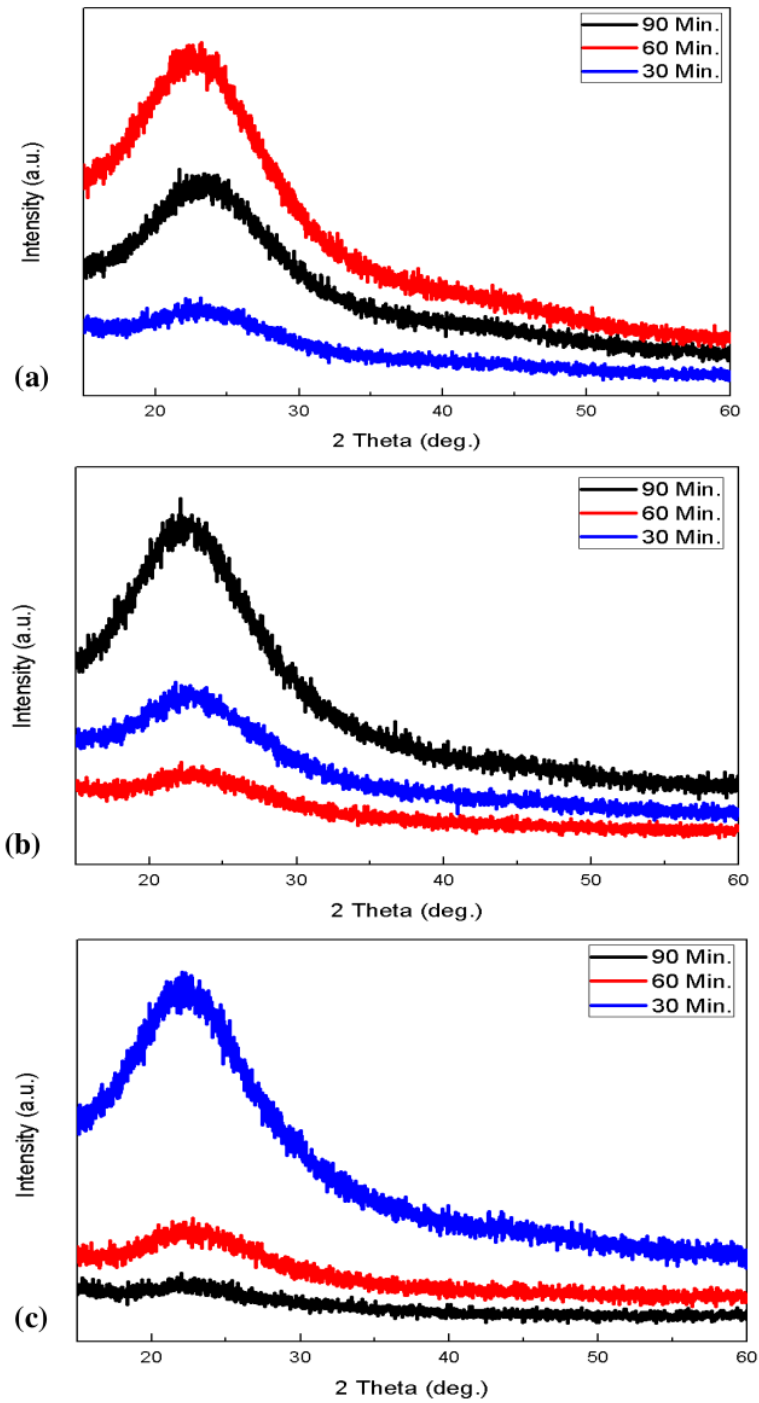 90 Min.
60 Min.
30 Min.
Intensity (a.u.)
(a)
20 30 40 50 60
2 Theta (deg.)
90 Min.
60 Min.
30 Min.
Intensity (a.u.)
(b)
20 30 40 50 60
2 Theta (deg.)
90 Min.
60 Min.
30 Min.
Intensity (a.u.)
(c)
20 30 40 50 60
2 Theta (deg.)